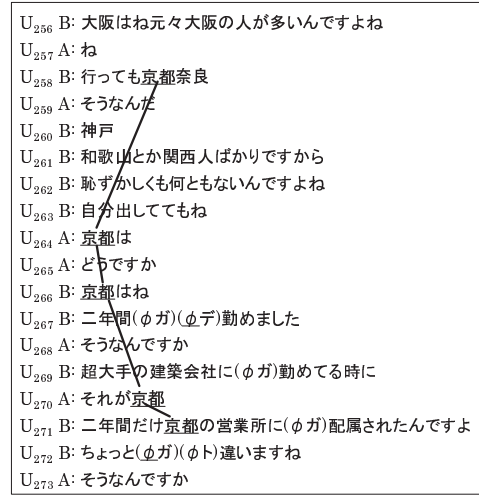 U256 B: 大阪はね元々大阪の人が多いんですよね
U257 A: ね
U258 B: 行っても京都奈良
U259 A: そうなんだ
U260 B: 神戸
U261 B: 和歌山とか関西人ばかりですから
U262 B: 恥ずかしくも何ともないんですよね
U263 B: 自分出しててもね
U264 A: 京都は
U265 A: どうですか
U266 B: 京都はね
U267 B: 二年間(φガ)(φデ)勤めました
U268 A: そうなんですか
U269 B: 超大手の建築会社に(φガ)勤めてる時に
U270 A: それが京都
U271 B: 二年間だけ京都の営業所に(φガ)配属されたんですよ
U272 B: ちょっと(φガ)(φト)違いますね
U273 A: そうなんですか